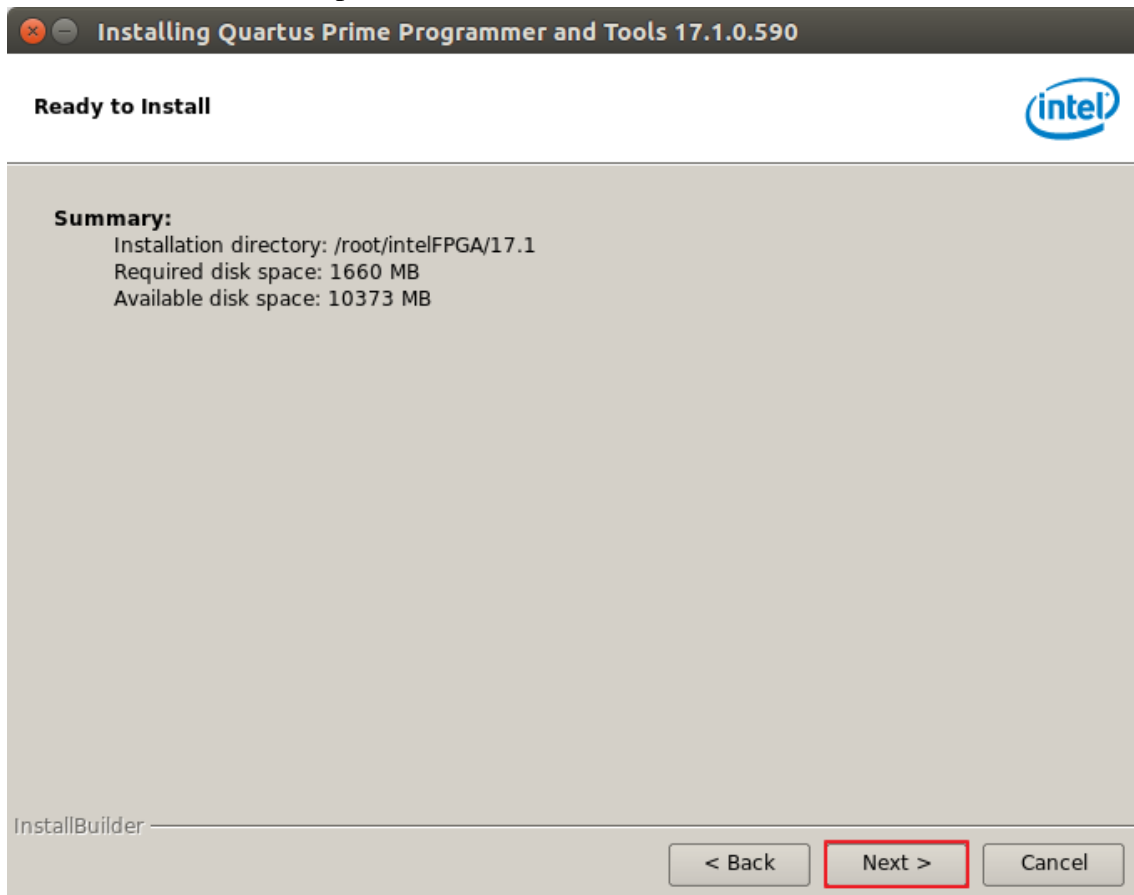 Installing Quartus Prime Programmer and Tools 17.1.0.590
Ready to Install
intel
Summary:
Installation directory: /root/intelFPGA/17.1
Required disk space: 1660 MB
Available disk space: 10373 MB
InstallBuilder
< Back
Next >
Cancel